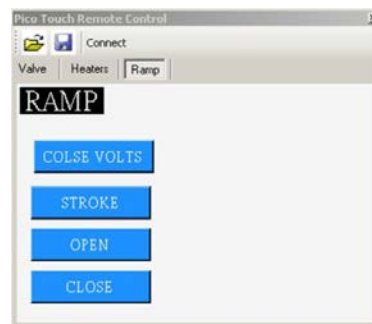 Pico Touch Remote Control
Connect
Valve Heaters Ramp
RAMP
COLSE VOLTS
STROKE
OPEN
CLOSE